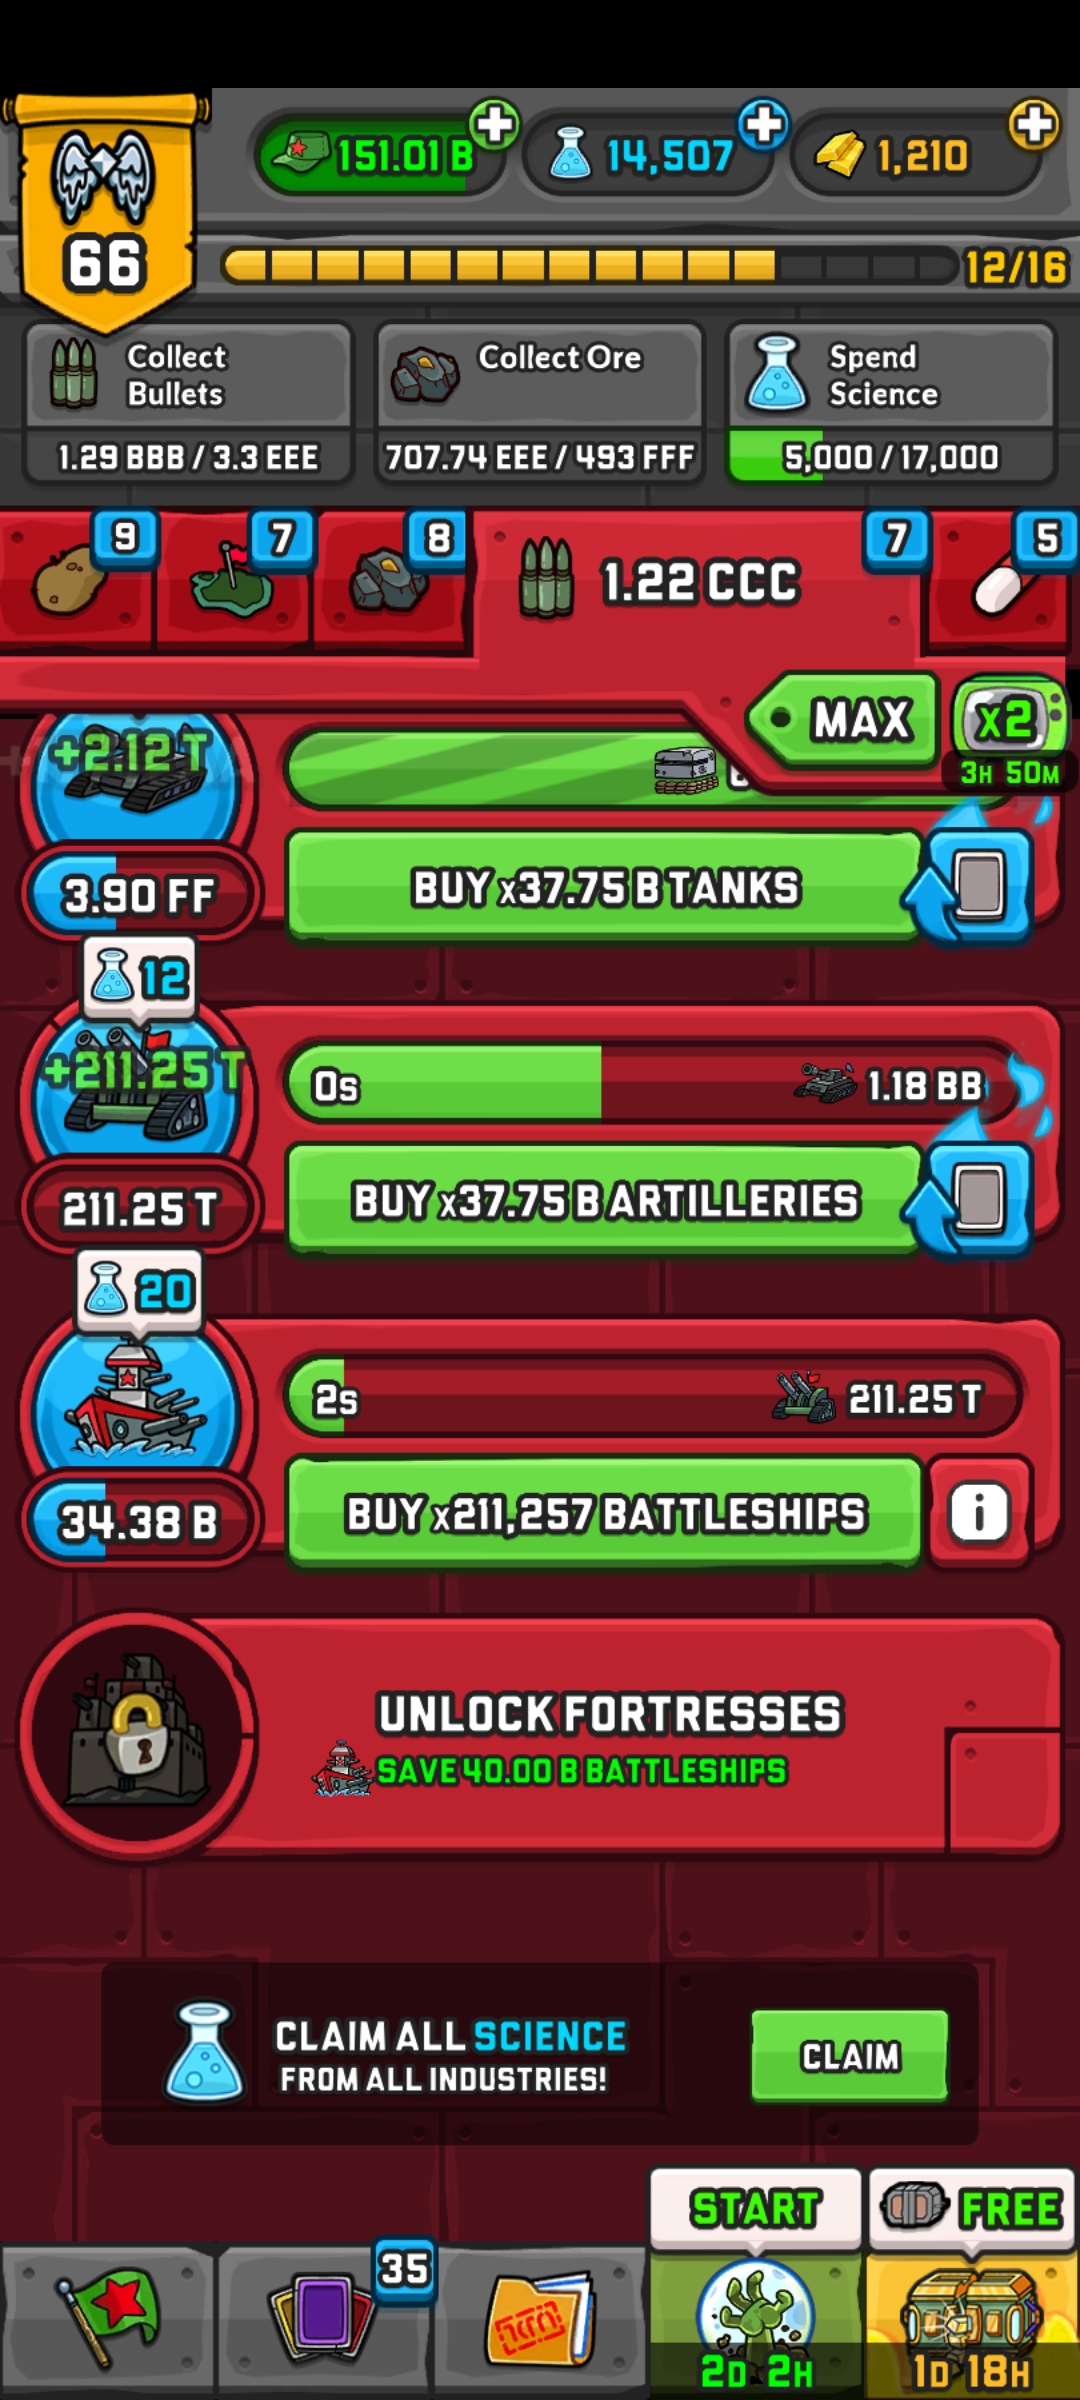 151.01 B
14,507
1,210
66
12/16
Collect
Bullets
Collect Ore
Spend
Science
1.29 BBB / 3.3 EEE
707.74 EEE / 493 FFF
5,000 / 17,000
9
7
8
1.22 CCC
7
5
MAX
x2
3H 50M
+2.12 T
BUY x37.75 B TANKS
3.90 FF
12
+211.25 T
0s
1.18 BB
BUY x37.75 B ARTILLERIES
211.25 T
20
2s
211.25 T
BUY x211,257 BATTLESHIPS
34.38 B
UNLOCK FORTRESSES
SAVE 40.00 B BATTLESHIPS
CLAIM ALL SCIENCE
FROM ALL INDUSTRIES!
CLAIM
START
FREE
35
2D 2H
1D 18H